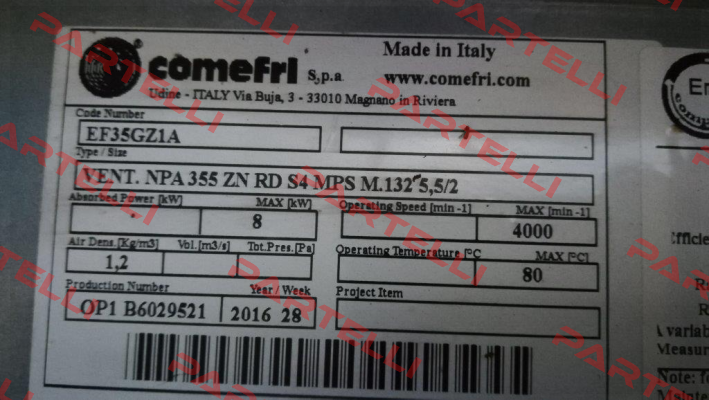 comefri S.p.a.
Made in Italy
www.comefri.com
Udine - ITALY Via Buja, 3 - 33010 Magnano in Riviera
Code Number
EF35GZ1A
Type / Size
VENT. NPA 355 ZN RD S4 MPS M.132 5,5/2
Absorbed Power [kW] MAX [kW] Operating Speed [min -1] MAX [min -1]
8 4000
Air Dens.[Kg/m3] Vol.[m3/s] Tot.Pres.[Pa] Operating Temperature [°C MAX [°C]
1,2 80
Production Number Year / Week Project Item
OP1 B6029521 2016 28
Note:
PARTELLI